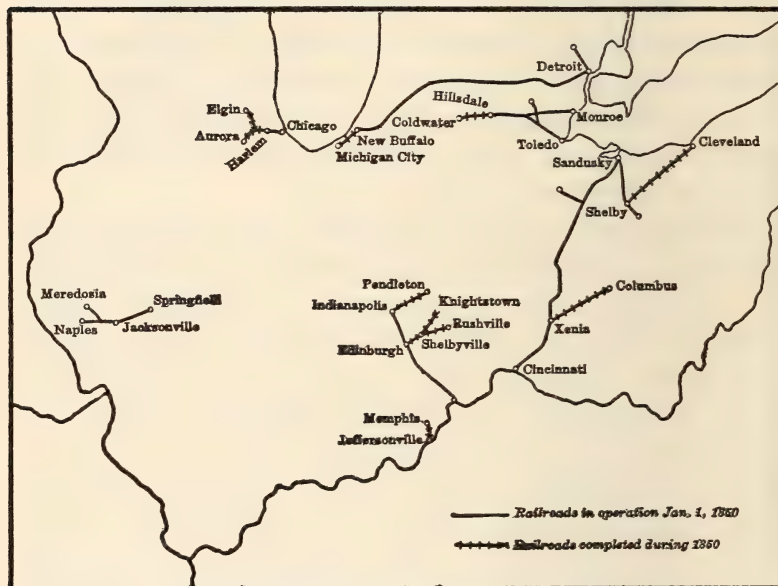 Detroit
Elgin
Hillsdale
Aurora
Harlem
Chicago
Coldwater
Monroe
New Buffalo
Michigan City
Toledo
Cleveland
Sandusky
Shelby
Pendleton
Columbus
Meredosia
Springfield
Indianapolis
Knightstown
Naples
Jacksonville
Rushville
Edinburgh
Shelbyville
Xenia
Cincinnati
Memphis
Jeffersonville
Railroads in operation Jan. 1, 1850
Railroads completed during 1850